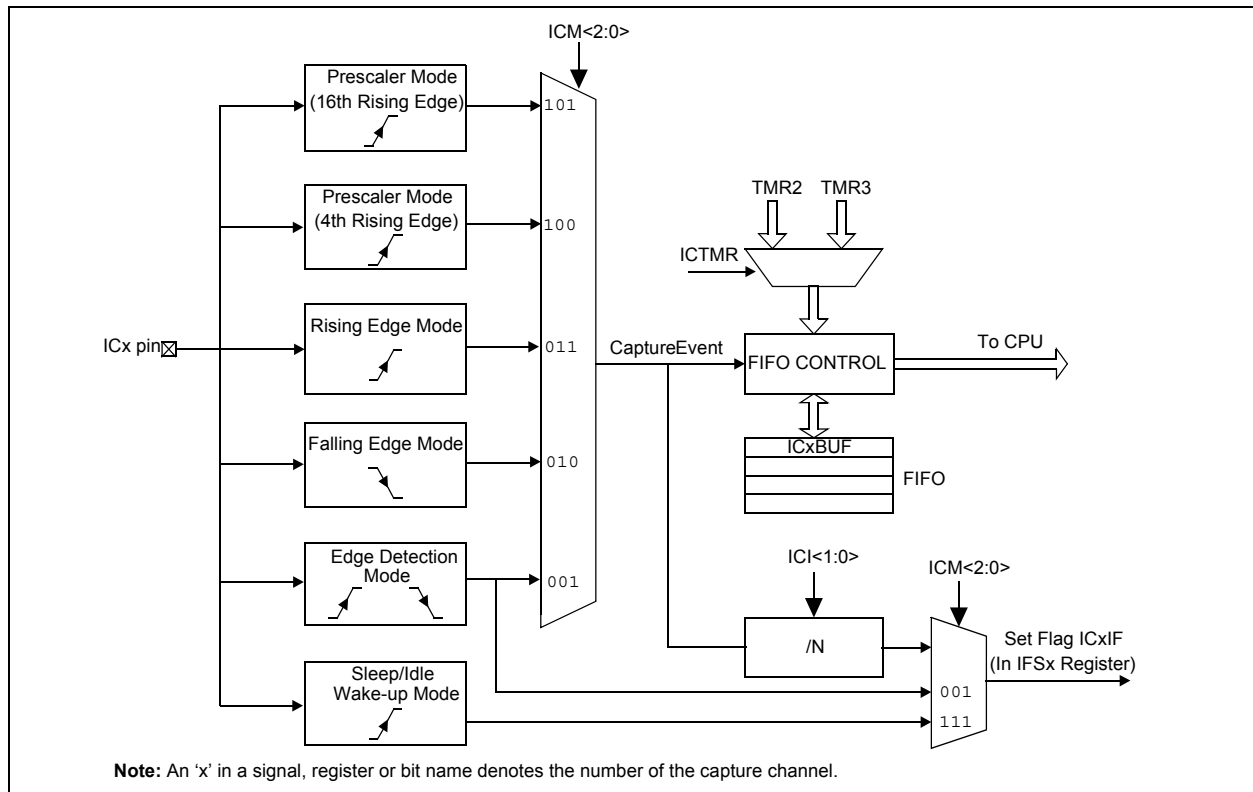 ICM<2:0>
Prescaler Mode
(16th Rising Edge)
101
Prescaler Mode
(4th Rising Edge)
100
TMR2
TMR3
ICTMR
Rising Edge Mode
ICx pin
011
CaptureEvent
FIFO CONTROL
To CPU
Falling Edge Mode
010
ICxBUF
FIFO
Edge Detection
Mode
001
ICI<1:0>
ICM<2:0>
/N
Set Flag ICxIF
(In IFSx Register)
Sleep/Idle
Wake-up Mode
001
111
Note: An ‘x’ in a signal, register or bit name denotes the number of the capture channel.